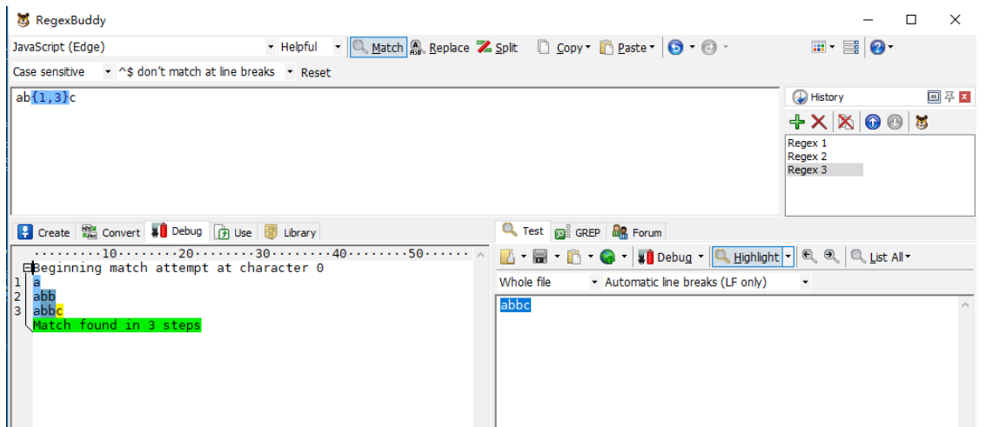 RegexBuddy
JavaScript (Edge) Helpful Match Replace Split Copy Paste
Case sensitive ^$ don't match at line breaks Reset
ab{1,3}c
History
Regex 1
Regex 2
Regex 3
Create Convert Debug Use Library
·········10········20········30········40········50······
Beginning match attempt at character 0
1 a
2 abb
3 abbc
Match found in 3 steps
Test GREP Forum
Debug Highlight List All
Whole file Automatic line breaks (LF only)
abbc